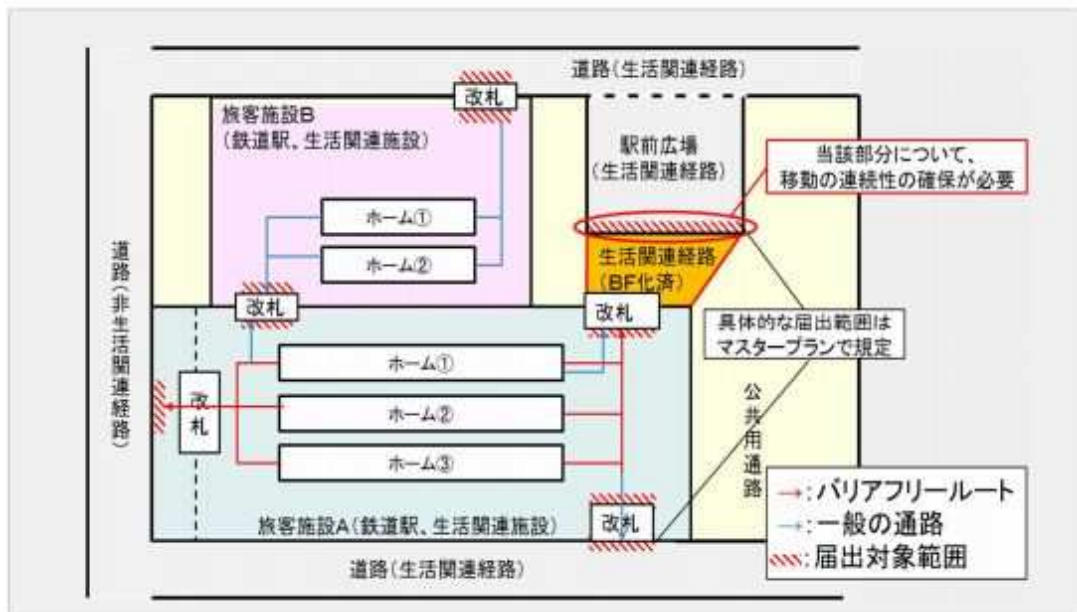 道路(生活関連経路)
改札
旅客施設B
(鉄道駅、生活関連施設)
駅前広場
(生活関連経路)
当該部分について、
移動の連続性の確保が必要
ホーム①
ホーム②
生活関連経路
(BF化済)
道路(非生活関連経路)
改札
改札
具体的な届出範囲は
マスタープランで規定
ホーム①
改札
ホーム②
ホーム③
公共用通路
→:バリアフリールート
→:一般の通路
:届出対象範囲
改札
旅客施設A(鉄道駅、生活関連施設)
道路(生活関連経路)